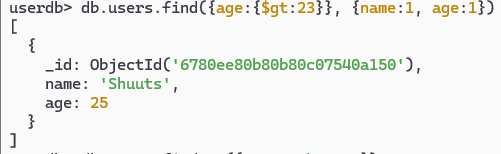 userdb> db.users.find({age:{$gt:23}}, {name:1, age:1})
[
  {
    _id: ObjectId('6780ee80b80b80c07540a150'),
    name: 'Shuuts',
    age: 25
  }
]